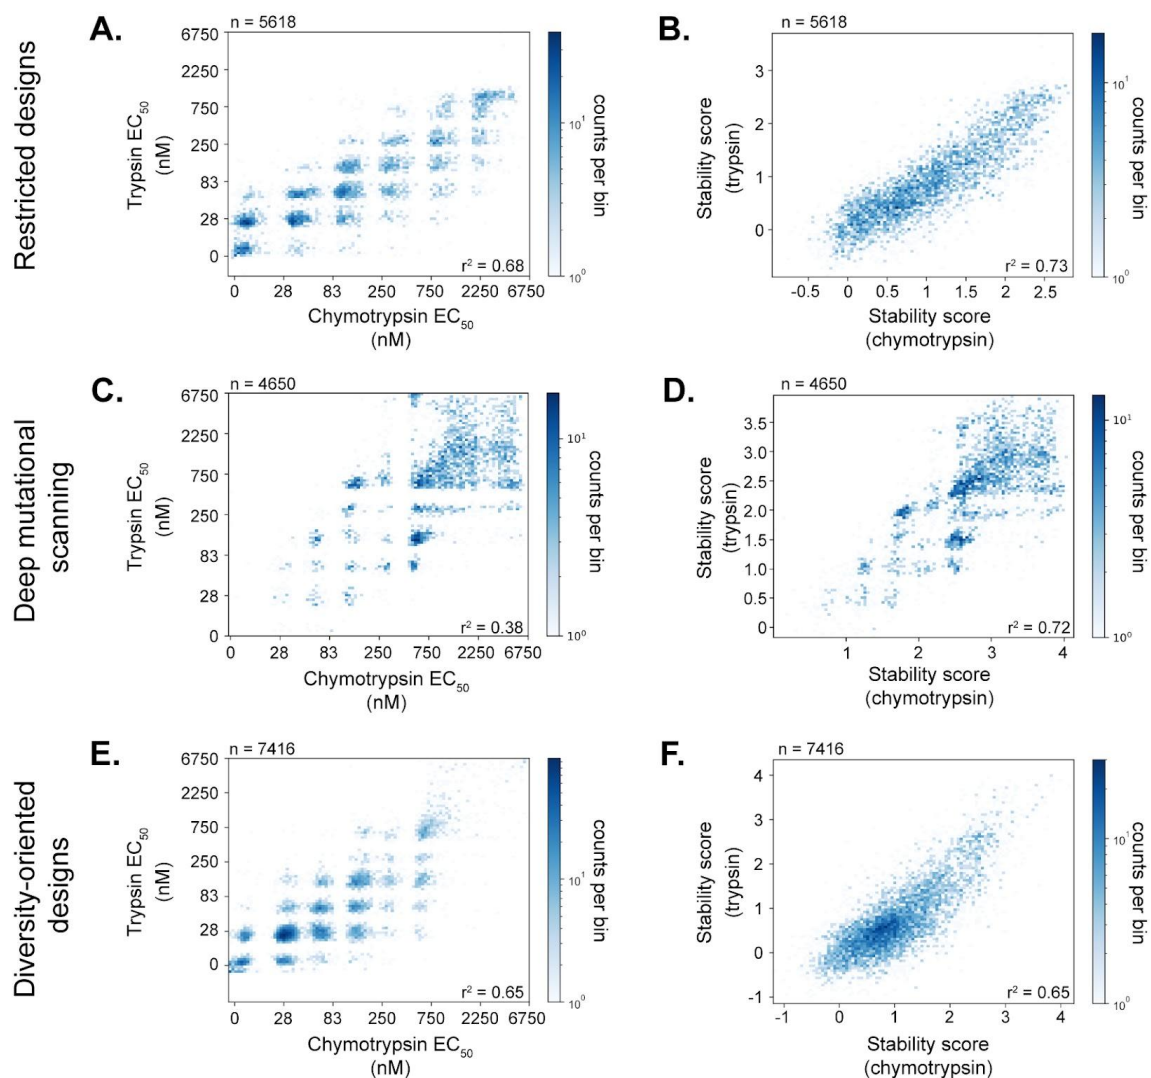 Restricted designs
A.
n = 5618
6750
2250
750
250
83
28
0
Trypsin EC50
(nM)
r² = 0.68
0 28 83 250 750 2250 6750
Chymotrypsin EC50
(nM)
10¹
10⁰
counts per bin
B.
n = 5618
3
2
1
0
Stability score
(trypsin)
r² = 0.73
-0.5 0 0.5 1 1.5 2 2.5
Stability score
(chymotrypsin)
10¹
10⁰
counts per bin
Deep mutational
scanning
C.
n = 4650
6750
2250
750
250
83
28
0
Trypsin EC50
(nM)
r² = 0.38
0 28 83 250 750 2250 6750
Chymotrypsin EC50
(nM)
10¹
10⁰
counts per bin
D.
n = 4650
3.5
3.0
2.5
2.0
1.5
1.0
0.5
0
Stability score
(trypsin)
r² = 0.72
1 2 3 4
Stability score
(chymotrypsin)
10¹
10⁰
counts per bin
Diversity-oriented
designs
E.
n = 7416
6750
2250
750
250
83
28
0
Trypsin EC50
(nM)
r² = 0.65
0 28 83 250 750 2250 6750
Chymotrypsin EC50
(nM)
10¹
10⁰
counts per bin
F.
n = 7416
4
3
2
1
0
-1
Stability score
(trypsin)
r² = 0.65
-1 0 1 2 3 4
Stability score
(chymotrypsin)
10¹
10⁰
counts per bin